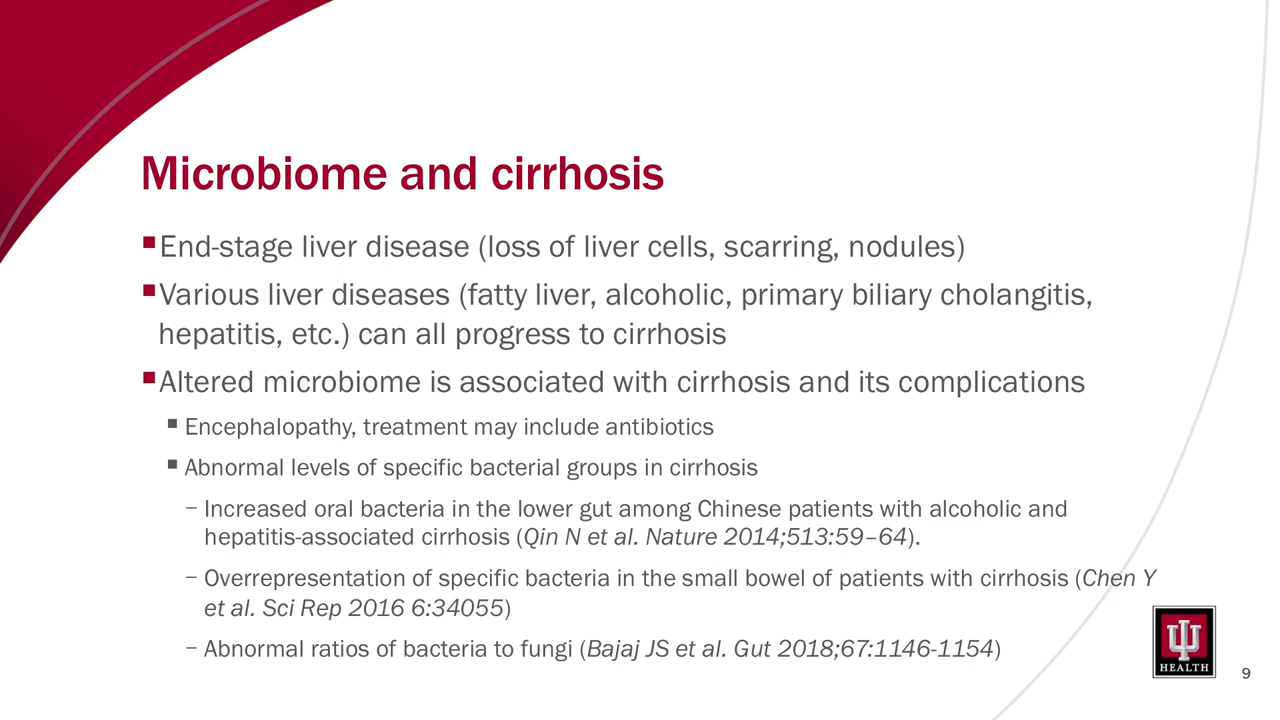 Microbiome and cirrhosis
▪End-stage liver disease (loss of liver cells, scarring, nodules)
▪Various liver diseases (fatty liver, alcoholic, primary biliary cholangitis,
hepatitis, etc.) can all progress to cirrhosis
▪Altered microbiome is associated with cirrhosis and its complications
▪ Encephalopathy, treatment may include antibiotics
▪ Abnormal levels of specific bacterial groups in cirrhosis
– Increased oral bacteria in the lower gut among Chinese patients with alcoholic and
hepatitis-associated cirrhosis (Qin N et al. Nature 2014;513:59–64).
– Overrepresentation of specific bacteria in the small bowel of patients with cirrhosis (Chen Y
et al. Sci Rep 2016 6:34055)
– Abnormal ratios of bacteria to fungi (Bajaj JS et al. Gut 2018;67:1146-1154)
HEALTH
9